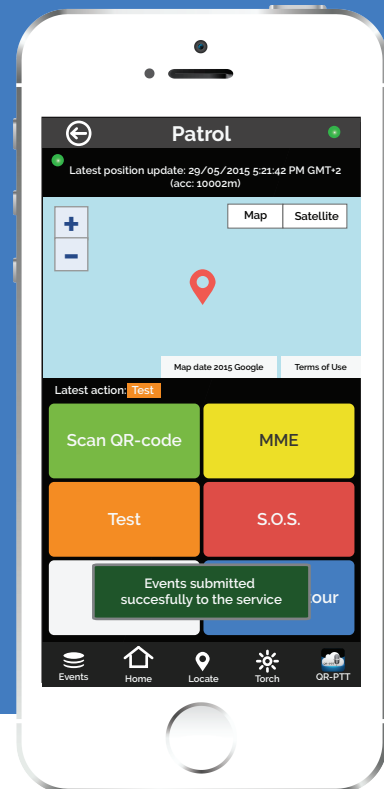 Patrol
Latest position update: 29/05/2015 5:21:42 PM GMT+2
(acc: 10002m)
+
−
Map Satellite
Map date 2015 Google Terms of Use
Latest action: Test
Scan QR-code MME
Test S.O.S.
Events submitted
succesfully to the service
our
Events Home Locate Torch QR-PTT